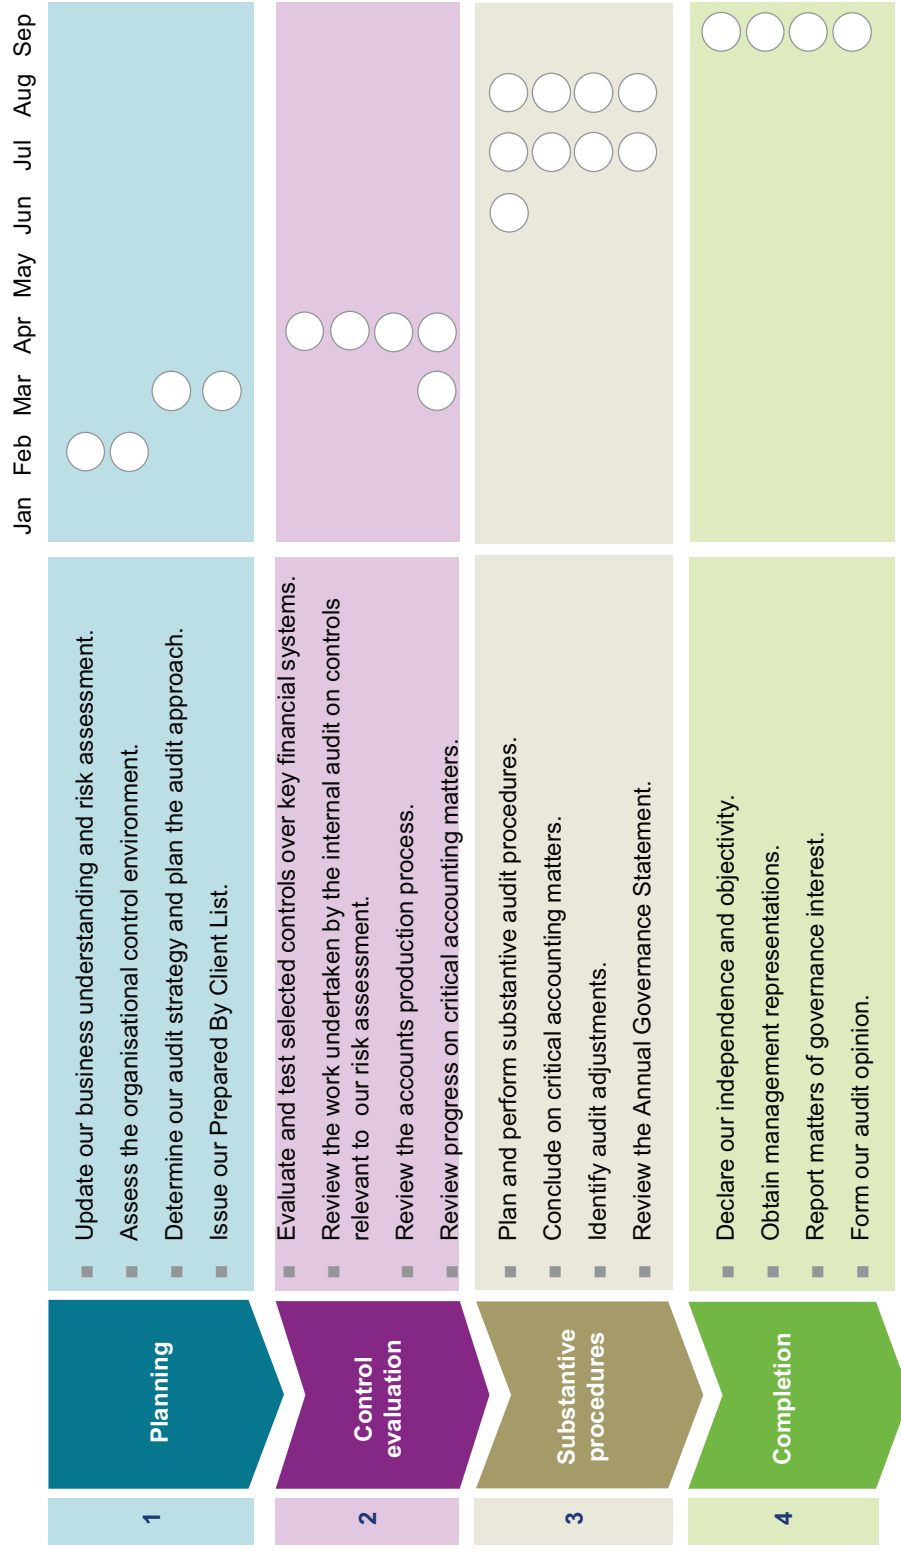 Jan Feb Mar Apr May Jun Jul Aug Sep
1
Planning
■ Update our business understanding and risk assessment.
■ Assess the organisational control environment.
■ Determine our audit strategy and plan the audit approach.
■ Issue our Prepared By Client List.
2
Control
evaluation
■ Evaluate and test selected controls over key financial systems.
■ Review the work undertaken by the internal audit on controls
relevant to our risk assessment.
■ Review the accounts production process.
■ Review progress on critical accounting matters.
3
Substantive
procedures
■ Plan and perform substantive audit procedures.
■ Conclude on critical accounting matters.
■ Identify audit adjustments.
■ Review the Annual Governance Statement.
4
Completion
■ Declare our independence and objectivity.
■ Obtain management representations.
■ Report matters of governance interest.
■ Form our audit opinion.